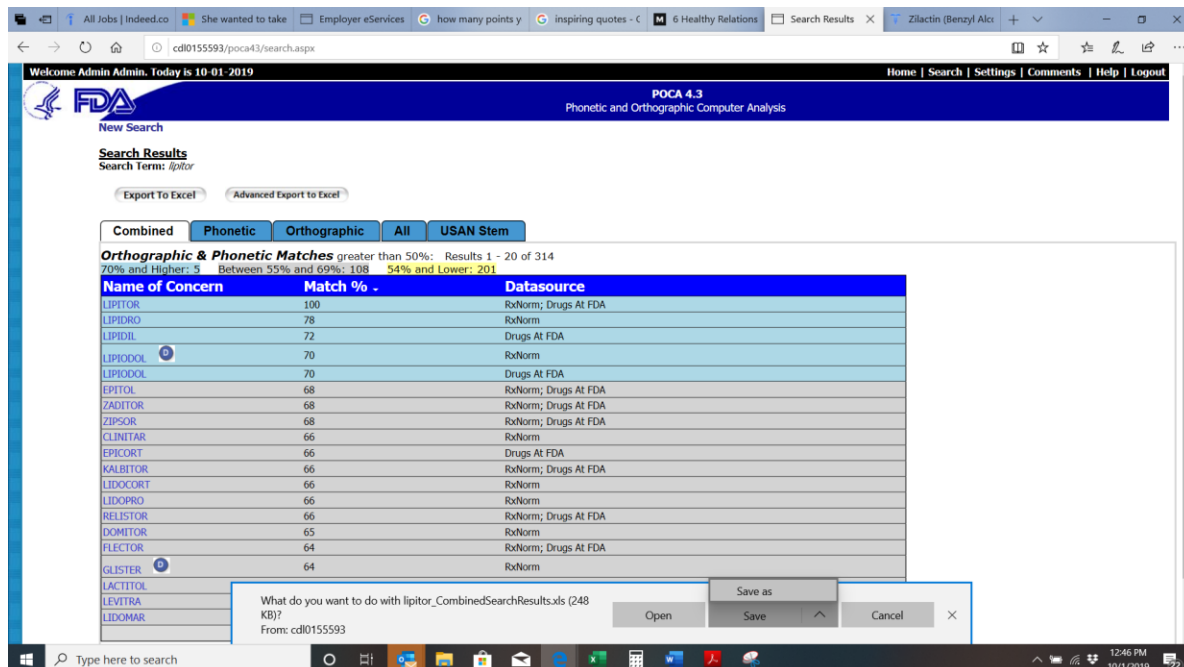 All Jobs | Indeed.co
She wanted to take
Employer eServices
how many points y
inspiring quotes - G
6 Healthy Relations
Search Results
Zilactin (Benzyl Alco
cdl0155593/poca43/search.aspx
Welcome Admin Admin. Today is 10-01-2019
Home | Search | Settings | Comments | Help | Logout
FDA
POCA 4.3
Phonetic and Orthographic Computer Analysis
New Search
Search Results
Search Term: lipitor
Export To Excel Advanced Export to Excel
Combined Phonetic Orthographic All USAN Stem
Orthographic & Phonetic Matches greater than 50%: Results 1 - 20 of 314
70% and Higher: 5 Between 55% and 69%: 108 54% and Lower: 201
Name of Concern Match % Datasource
LIPITOR 100 RxNorm; Drugs At FDA
LIPIDRO 78 RxNorm
LIPIDIL 72 Drugs At FDA
LIPIODOL D 70 RxNorm
LIPIODOL 70 Drugs At FDA
EPITOL 68 RxNorm; Drugs At FDA
ZADITOR 68 RxNorm; Drugs At FDA
ZIPSOR 68 RxNorm; Drugs At FDA
CLINITAR 66 RxNorm
EPICORT 66 Drugs At FDA
KALBITOR 66 RxNorm; Drugs At FDA
LIDOCORT 66 RxNorm
LIDOPRO 66 RxNorm
RELISTOR 66 RxNorm; Drugs At FDA
DOMITOR 65 RxNorm
FLECTOR 64 RxNorm; Drugs At FDA
GLISTER D 64 RxNorm
LACTITOL
LEVITRA
LIDOMAR
Save as
What do you want to do with lipitor_CombinedSearchResults.xls (248
KB)?
From: cdl0155593
Open Save Cancel
Type here to search
12:46 PM
10/1/2019